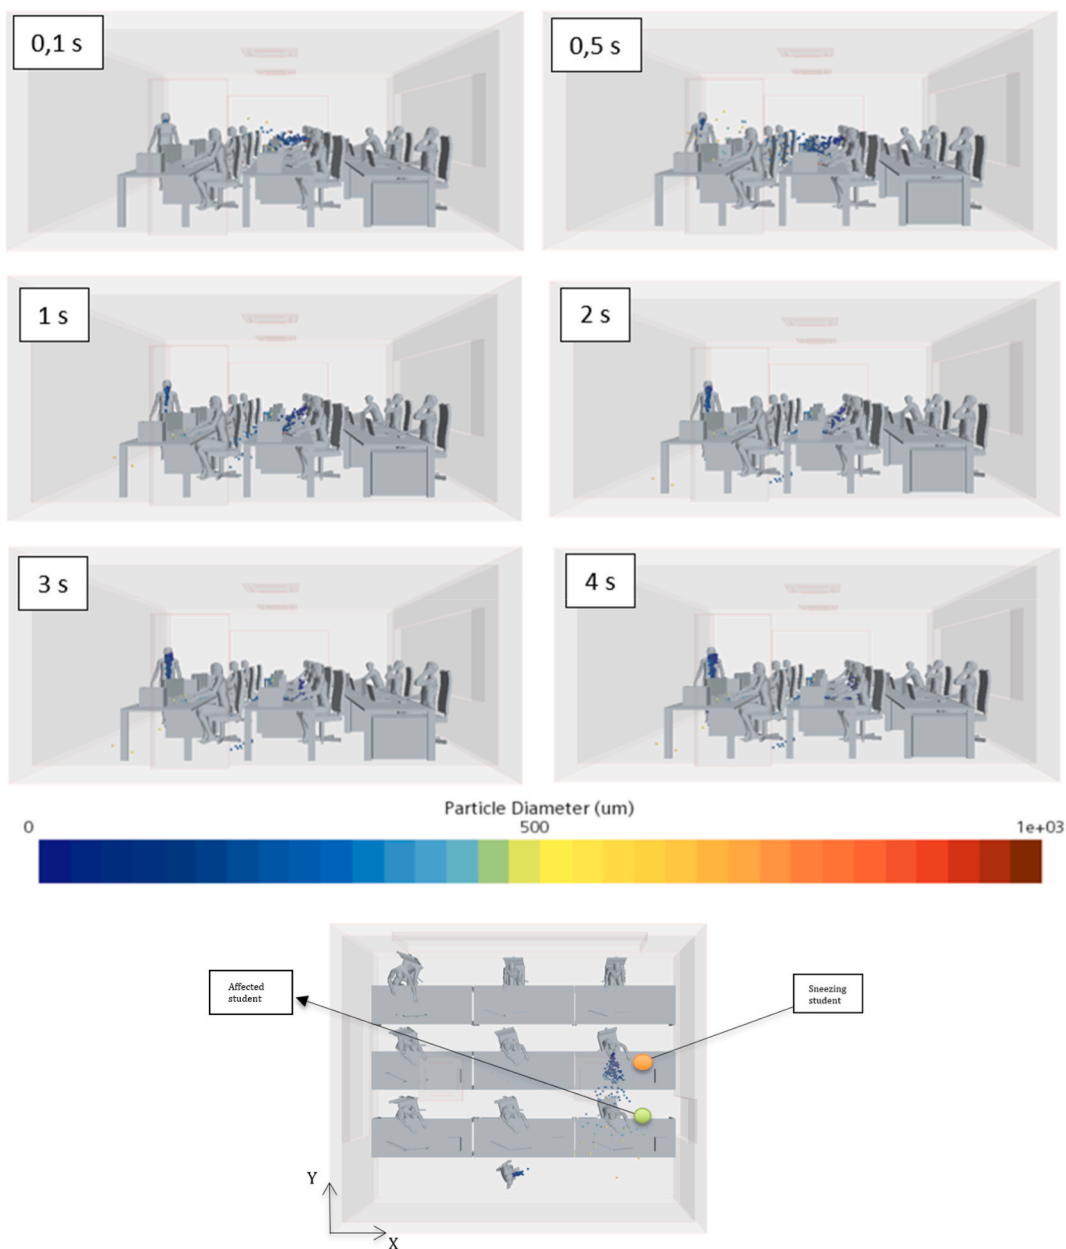 0,1 s
0,5 s
1 s
2 s
3 s
4 s
Particle Diameter (um)
0
500
1e+03
Affected
student
Sneezing
student
Y
X